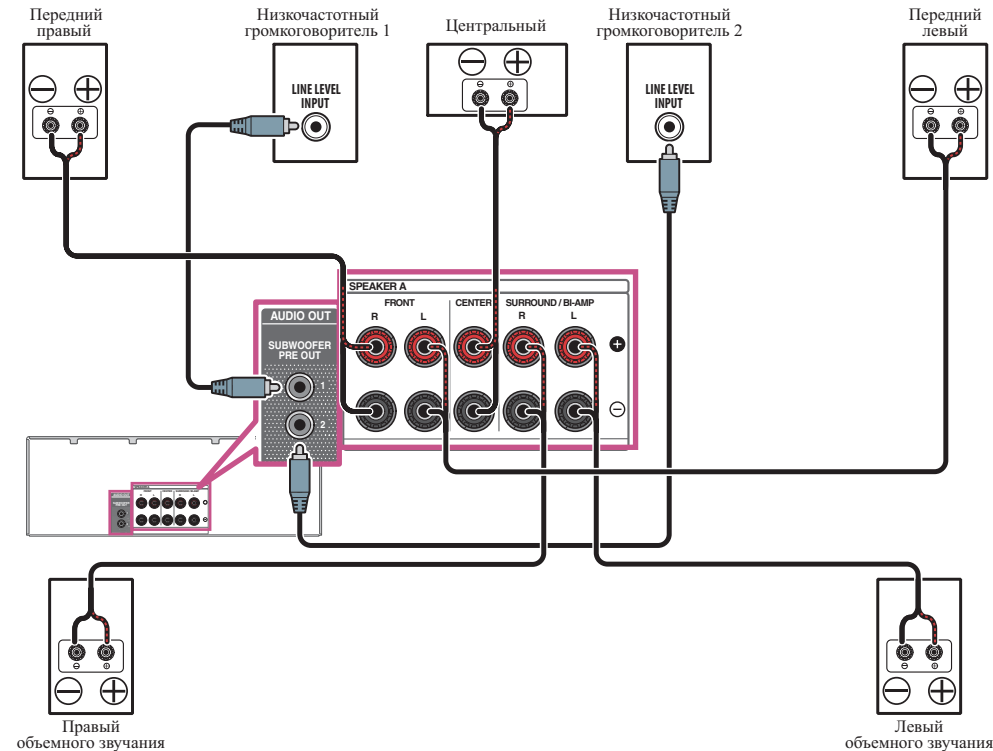 Передний
правый
Низкочастотный
громкоговоритель 1
Центральный
Низкочастотный
громкоговоритель 2
Передний
левый
LINE LEVEL
INPUT
LINE LEVEL
INPUT
SPEAKER A
FRONT
CENTER
SURROUND / BI-AMP
R
L
R
L
AUDIO OUT
SUBWOOFER
PRE OUT
1
2
Правый
объемного звучания
Левый
объемного звучания